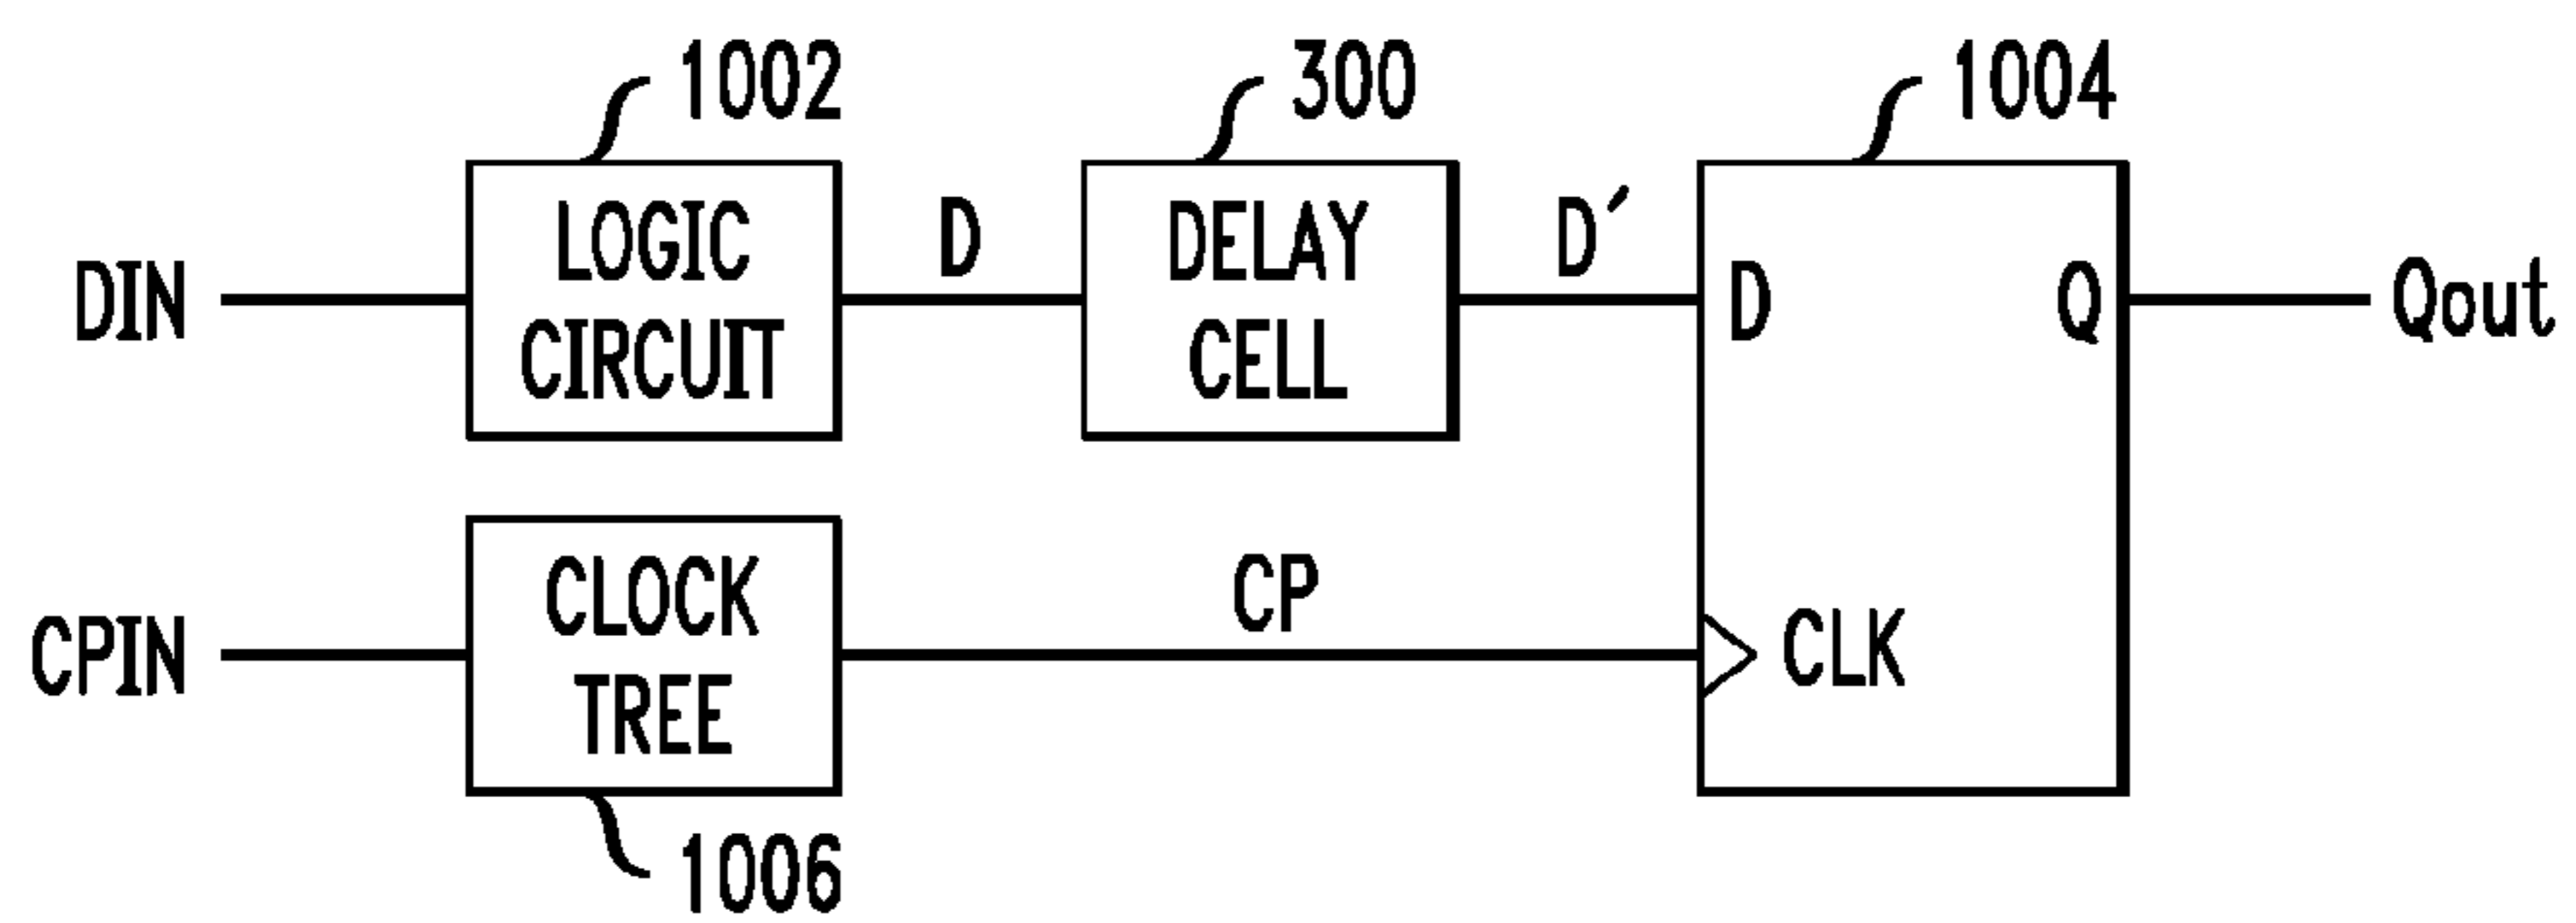 1002
300
1004
LOGIC
CIRCUIT
D
DELAY
CELL
D′
DIN
D
Q
Qout
CLOCK
TREE
CP
CPIN
CLK
1006